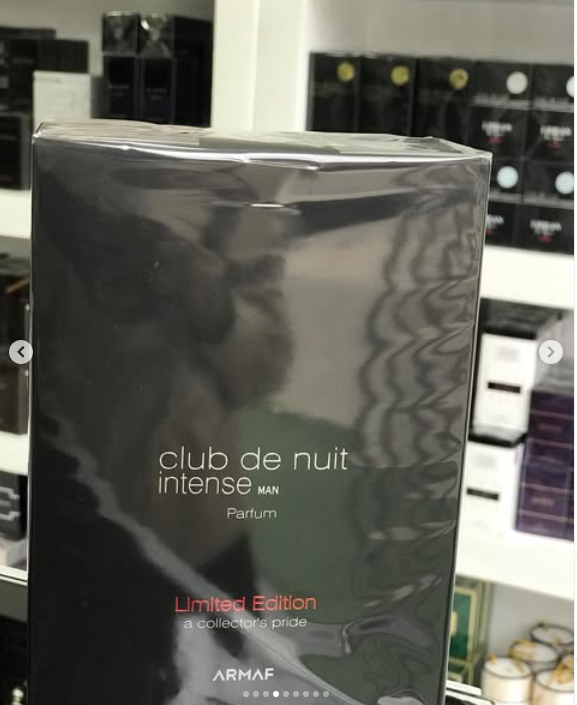 club de nuit
intense MAN
Parfum
Limited Edition
a collector's pride
ARMAF